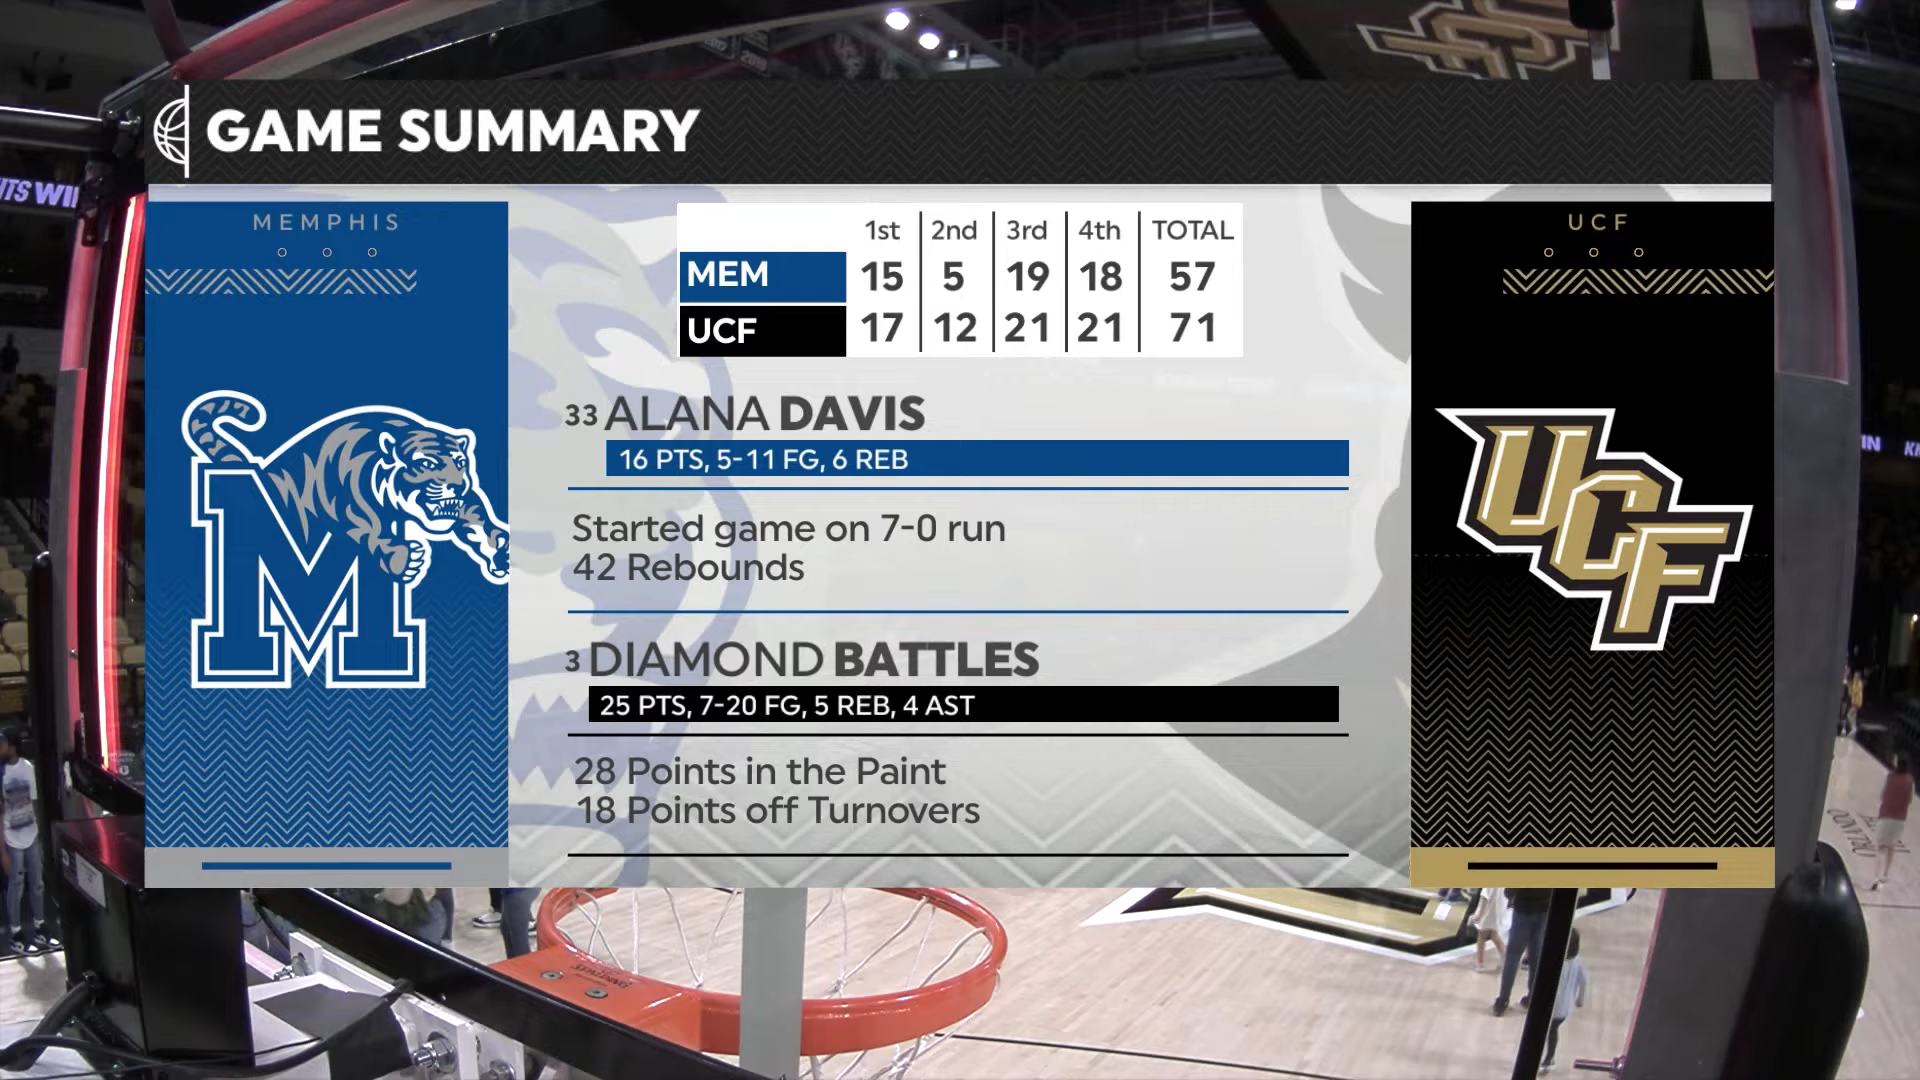 GAME SUMMARY
MEMPHIS
UCF
1st 2nd 3rd 4th TOTAL
MEM 15 5 19 18 57
UCF 17 12 21 21 71
33 ALANA DAVIS
16 PTS, 5-11 FG, 6 REB
Started game on 7-0 run
42 Rebounds
3 DIAMOND BATTLES
25 PTS, 7-20 FG, 5 REB, 4 AST
28 Points in the Paint
18 Points off Turnovers
M
UCF
SPALDING